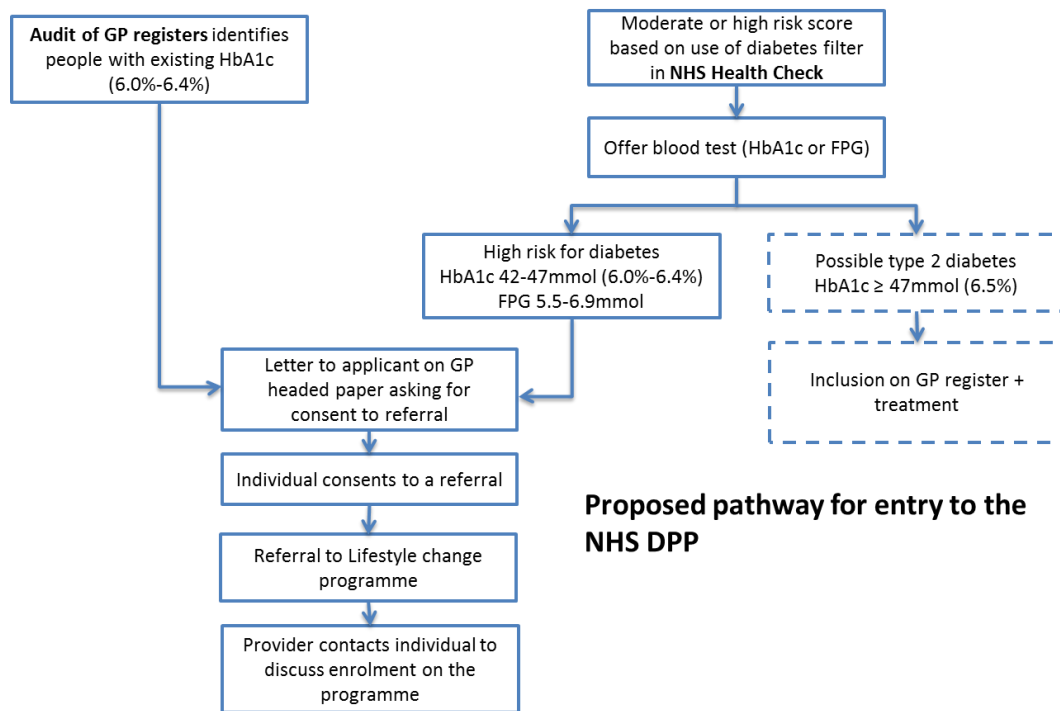 Audit of GP registers identifies
people with existing HbA1c
(6.0%-6.4%)
Moderate or high risk score
based on use of diabetes filter
in NHS Health Check
Offer blood test (HbA1c or FPG)
High risk for diabetes
HbA1c 42-47mmol (6.0%-6.4%)
FPG 5.5-6.9mmol
Possible type 2 diabetes
HbA1c ≥ 47mmol (6.5%)
Letter to applicant on GP
headed paper asking for
consent to referral
Inclusion on GP register +
treatment
Individual consents to a referral
Proposed pathway for entry to the
NHS DPP
Referral to Lifestyle change
programme
Provider contacts individual to
discuss enrolment on the
programme